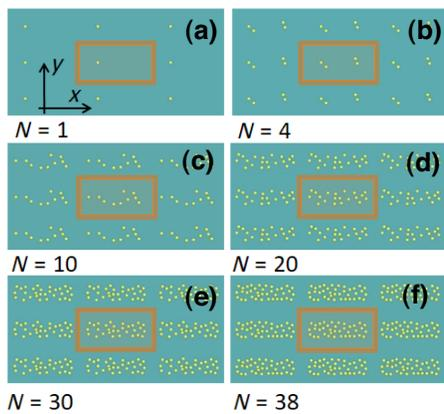 (a)
y
x
N = 1
(b)
N = 4
(c)
N = 10
(d)
N = 20
(e)
N = 30
(f)
N = 38